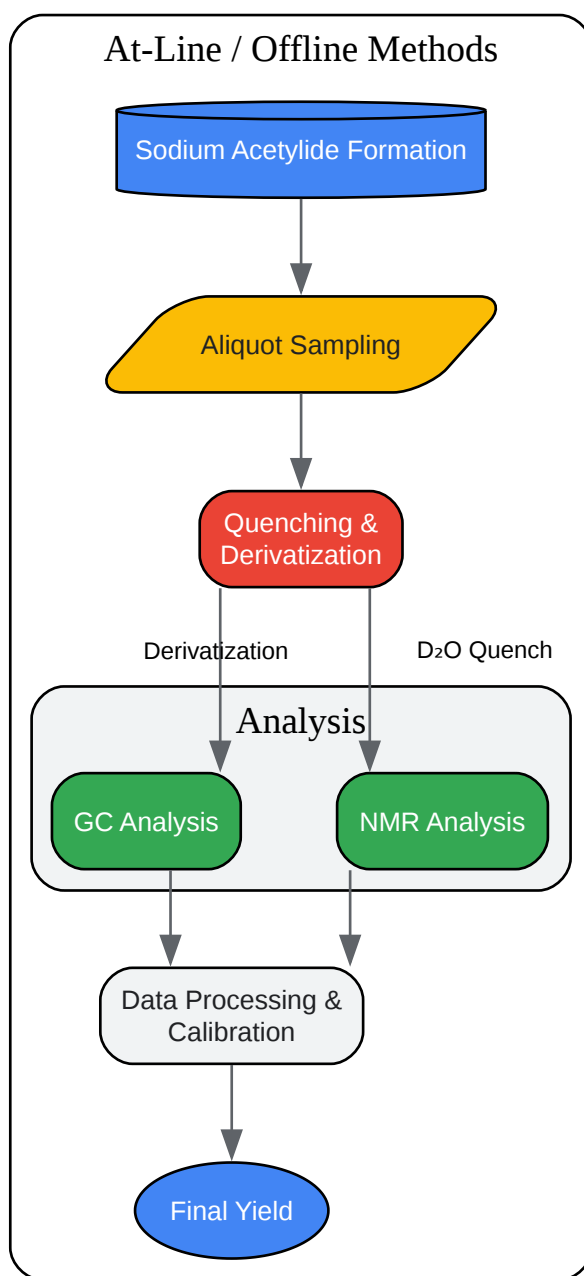 At-Line / Offline Methods
Sodium Acetylide Formation
Aliquot Sampling
Quenching &
Derivatization
Derivatization
D₂O Quench
Analysis
GC Analysis
NMR Analysis
Data Processing &
Calibration
Final Yield